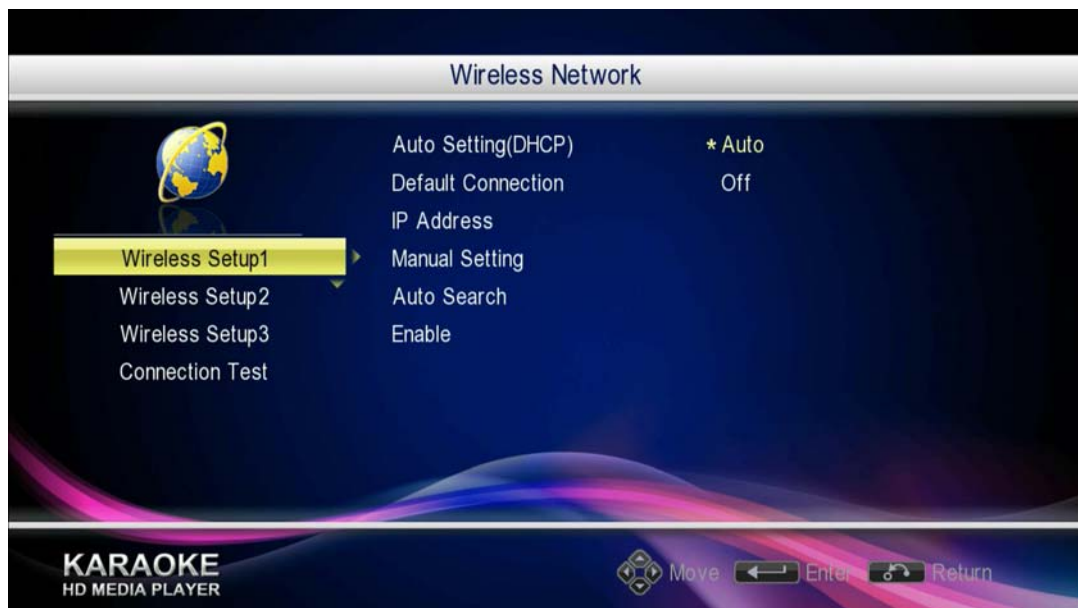 Wireless Network
Auto Setting(DHCP) * Auto
Default Connection Off
IP Address
Wireless Setup1 Manual Setting
Wireless Setup2 Auto Search
Wireless Setup3 Enable
Connection Test
KARAOKE
HD MEDIA PLAYER
Move Enter Return